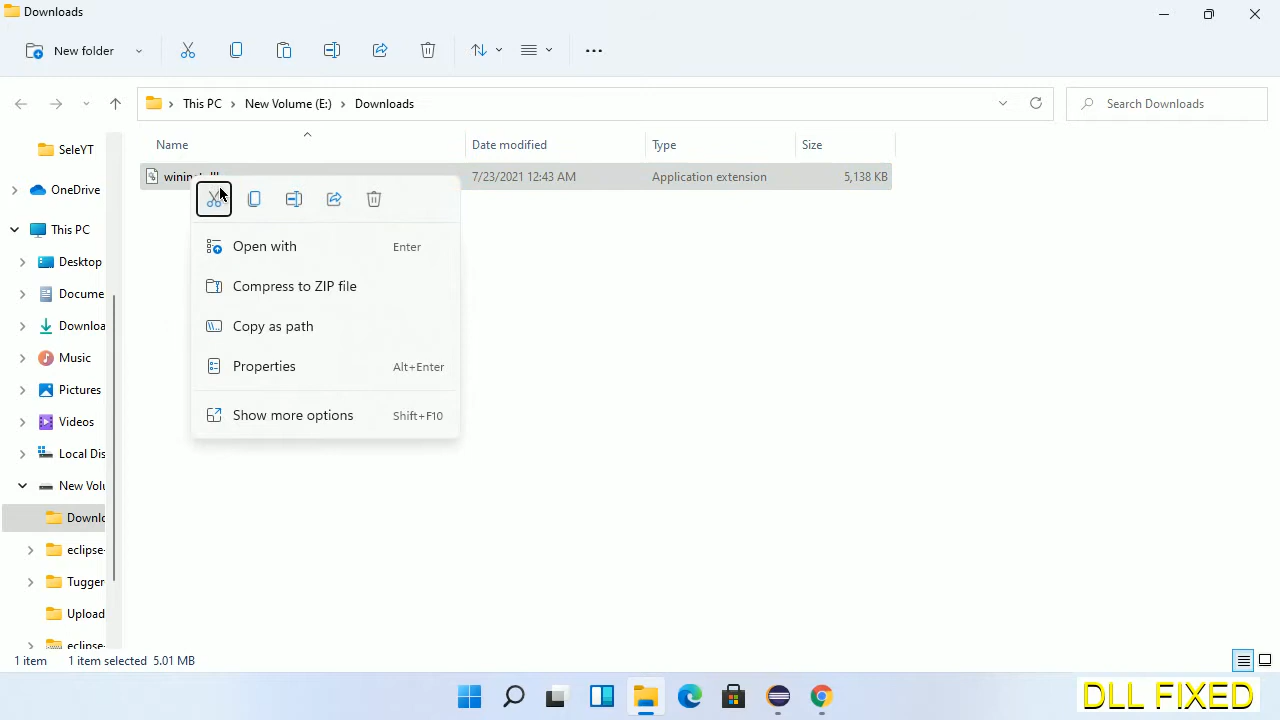 Downloads
New folder
This PC
New Volume (E:)
Downloads
Search Downloads
Name
Date modified
Type
Size
7/23/2021 12:43 AM
Application extension
5,138 KB
SeleYT
OneDrive
This PC
Desktop
Docume
Downloa
Music
Pictures
Videos
Local Dis
New Volu
Downlo
eclipse-
Tugger
Upload
eclipse-
Open with
Enter
Compress to ZIP file
Copy as path
Properties
Alt+Enter
Show more options
Shift+F10
1 item
1 item selected 5.01 MB
DLL FIXED